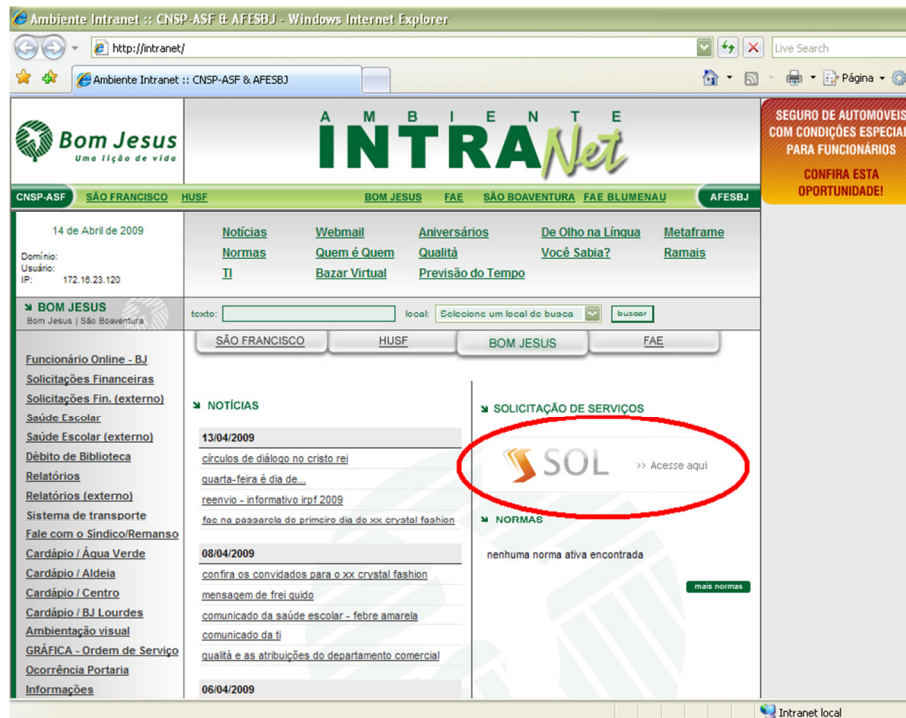 Ambiente Intranet :: CNSP-ASF & AFESBJ - Windows Internet Explorer
http://intranet/
Live Search
Ambiente Intranet :: CNSP-ASF & AFESBJ
Página
Bom Jesus
Uma lição de vida
AMBIENTE
INTRANet
SEGURO DE AUTOMÓVEIS
COM CONDIÇÕES ESPECIAI
PARA FUNCIONÁRIOS
CONFIRA ESTA
OPORTUNIDADE!
CNSP-ASF SÃO FRANCISCO HUSF BOM JESUS FAE SÃO BOAVENTURA FAE BLUMENAU AFESBJ
14 de Abril de 2009
Domínio:
Usuário:
IP: 172.16.23.120
Notícias Webmail Aniversários De Olho na Língua Metaframe
Normas Quem é Quem Qualità Você Sabia? Ramais
TI Bazar Virtual Previsão do Tempo
BOM JESUS
Bom Jesus | São Boaventura
texto: local: Selecione um local de busca buscar
SÃO FRANCISCO HUSF BOM JESUS FAE
Funcionário Online - BJ
Solicitações Financeiras
Solicitações Fin. (externo)
Saúde Escolar
Saúde Escolar (externo)
Débito de Biblioteca
Relatórios
Relatórios (externo)
Sistema de transporte
Fale com o Síndico/Remanso
Cardápio / Água Verde
Cardápio / Aldeia
Cardápio / Centro
Cardápio / BJ Lourdes
Ambientação visual
GRÁFICA - Ordem de Serviço
Ocorrência Portaria
Informações
NOTÍCIAS
13/04/2009
círculos de diálogo no cristo rei
quarta-feira é dia de...
reenvio - informativo irpf 2009
fae na passarela do primeiro dia do xx crystal fashion
08/04/2009
confira os convidados para o xx crystal fashion
mensagem de frei guido
comunicado da saúde escolar - febre amarela
comunicado da ti
qualità e as atribuições do departamento comercial
06/04/2009
SOLICITAÇÃO DE SERVIÇOS
SOL >> Acesse aqui
NORMAS
nenhuma norma ativa encontrada
mais normas
Intranet local